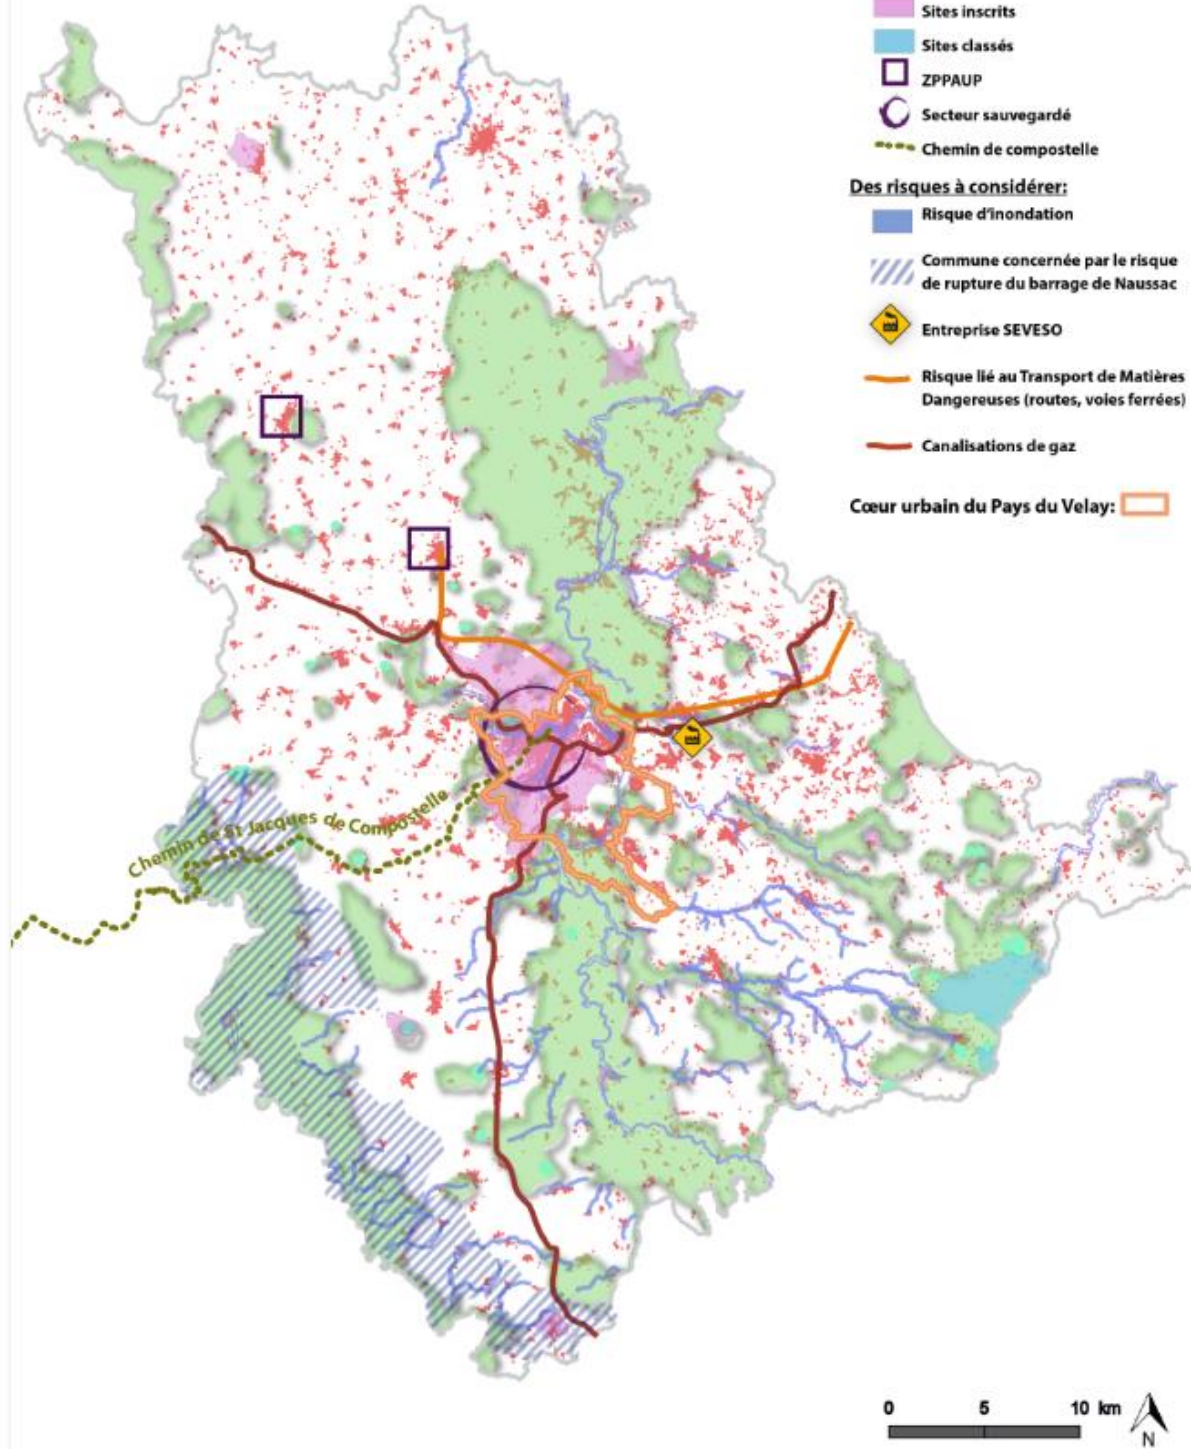 Sites inscrits
Sites classés
ZPPAUP
Secteur sauvegardé
Chemin de compostelle
Des risques à considérer:
Risque d'inondation
Commune concernée par le risque
de rupture du barrage de Naussac
Entreprise SEVESO
Risque lié au Transport de Matières
Dangereuses (routes, voies ferrées)
Canalisations de gaz
Cœur urbain du Pays du Velay:
Chemin de St Jacques de Compostelle
0 5 10 km
N